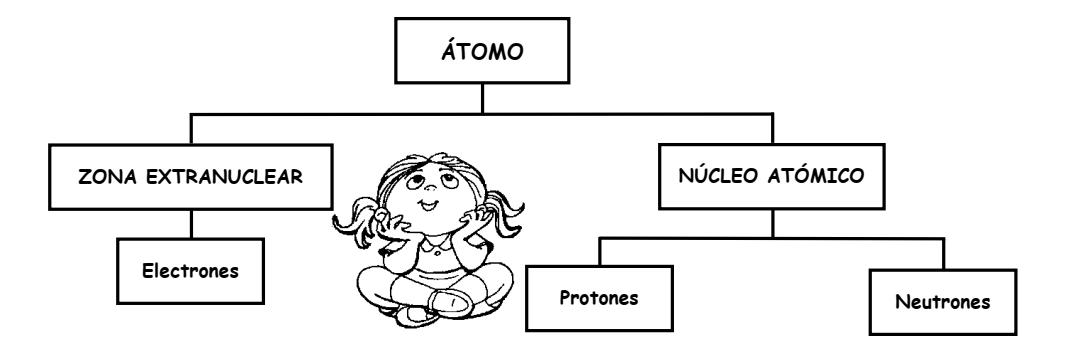 ÁTOMO
ZONA EXTRANUCLEAR
NÚCLEO ATÓMICO
Electrones
Protones
Neutrones